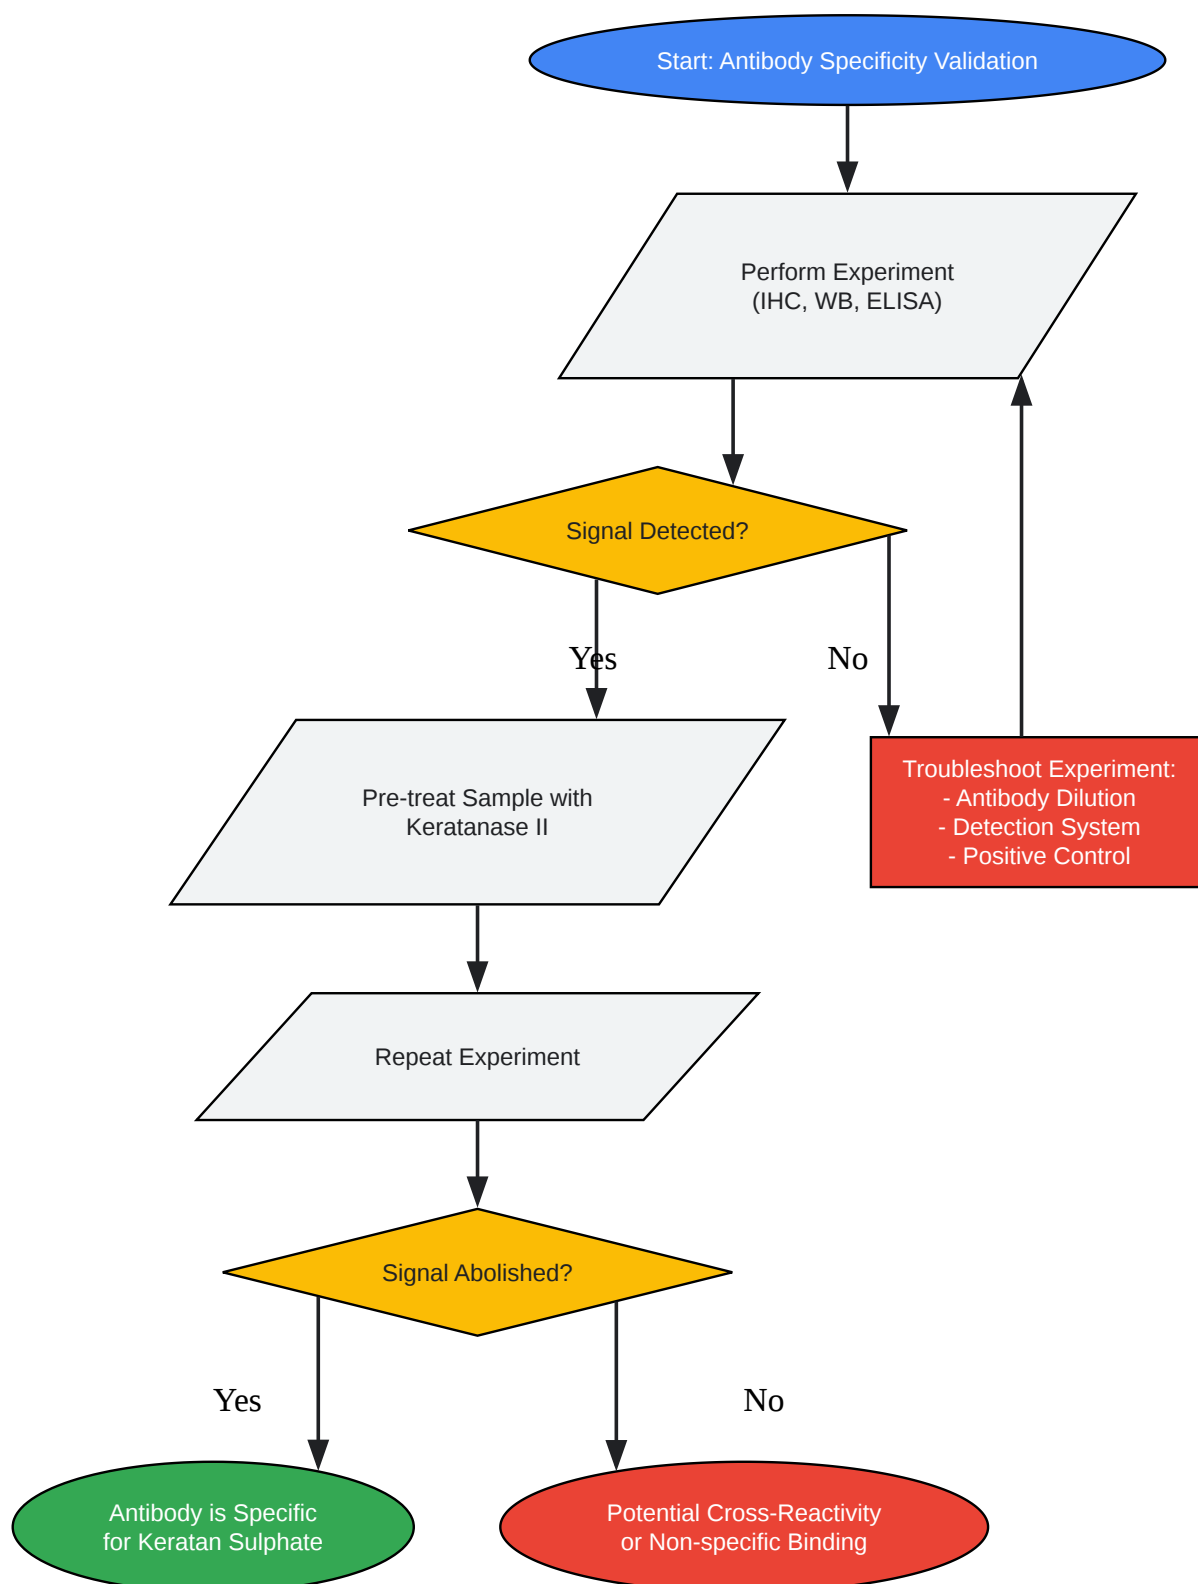 Start: Antibody Specificity Validation
Perform Experiment
(IHC, WB, ELISA)
Signal Detected?
Yes
No
Troubleshoot Experiment:
- Antibody Dilution
- Detection System
- Positive Control
Pre-treat Sample with
Keratanase II
Repeat Experiment
Signal Abolished?
Yes
No
Antibody is Specific
for Keratan Sulphate
Potential Cross-Reactivity
or Non-specific Binding